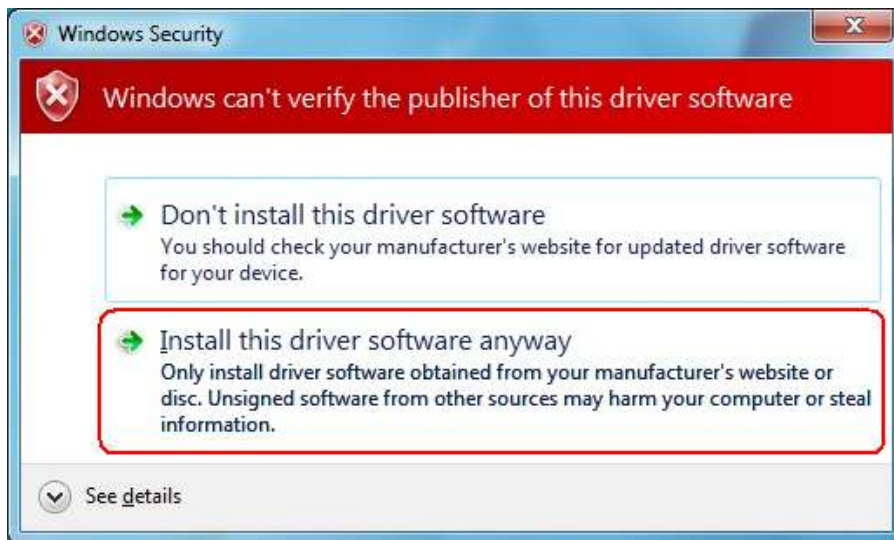 Windows Security
Windows can't verify the publisher of this driver software
Don't install this driver software
You should check your manufacturer's website for updated driver software
for your device.
Install this driver software anyway
Only install driver software obtained from your manufacturer's website or
disc. Unsigned software from other sources may harm your computer or steal
information.
See details